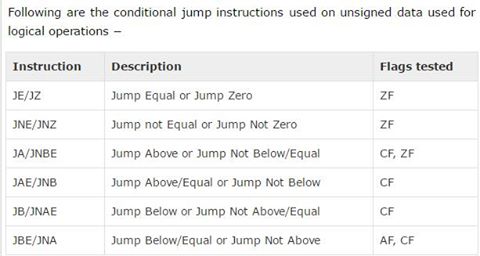 Following are the conditional jump instructions used on unsigned data used for
logical operations −
Instruction Description Flags tested
JE/JZ Jump Equal or Jump Zero ZF
JNE/JNZ Jump not Equal or Jump Not Zero ZF
JA/JNBE Jump Above or Jump Not Below/Equal CF, ZF
JAE/JNB Jump Above/Equal or Jump Not Below CF
JB/JNAE Jump Below or Jump Not Above/Equal CF
JBE/JNA Jump Below/Equal or Jump Not Above AF, CF